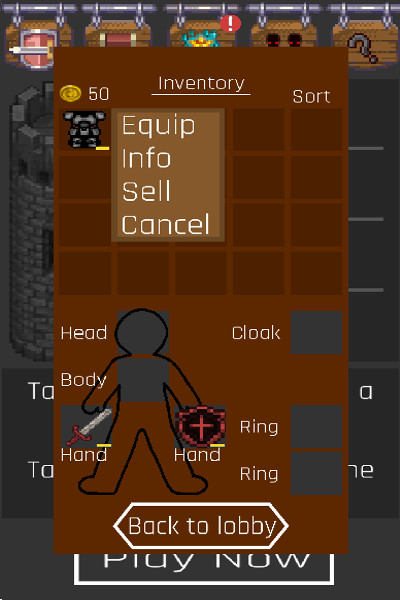 Inventory
50
Sort
Equip
Info
Sell
Cancel
Head
Cloak
Body
Ring
Hand
Hand
Ring
Back to lobby
Play Now